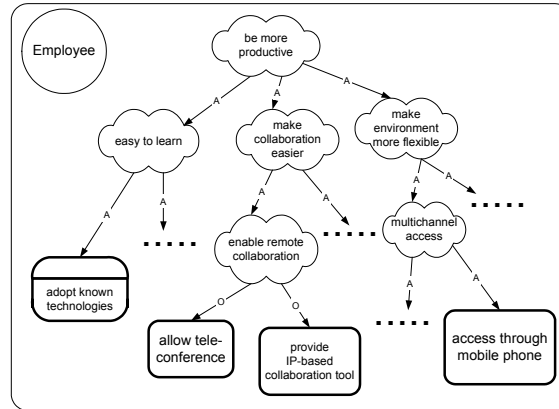 Employee
be more
productive
A
A
A
easy to learn
make
collaboration
easier
make
environment
more flexible
A
A
A
A
A
A
enable remote
collaboration
multichannel
access
adopt known
technologies
O
O
A
A
allow tele-
conference
provide
IP-based
collaboration tool
access through
mobile phone